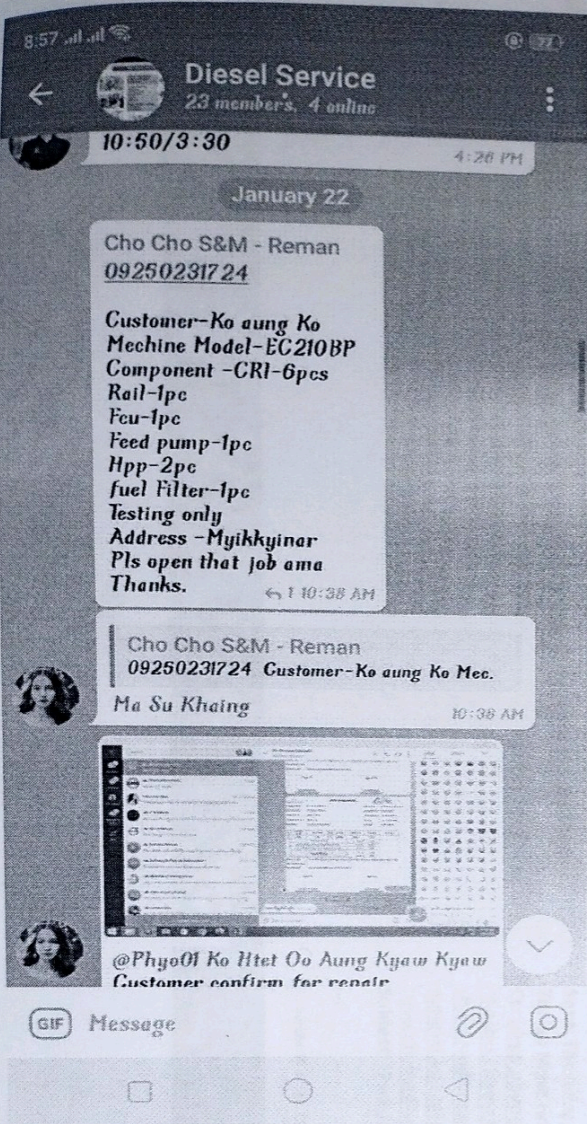 8:57
77
Diesel Service
23 members, 4 online
10:50/3:30
4:26 PM
January 22
Cho Cho S&M - Reman
09250231724
Customer-Ko aung Ko
Mechine Model-EC210BP
Component -CRI-6pcs
Rail-1pc
Fcu-1pc
Feed pump-1pc
Hpp-2pc
fuel Filter-1pc
Testing only
Address -Myikkyinar
Pls open that job ama
Thanks.
1 10:38 AM
Cho Cho S&M - Reman
09250231724 Customer-Ko aung Ko Mec.
Ma Su Khaing
10:38 AM
@Phyo01 Ko Htet Oo Aung Kyaw Kyaw
Customer confirm for repair
GIF Message